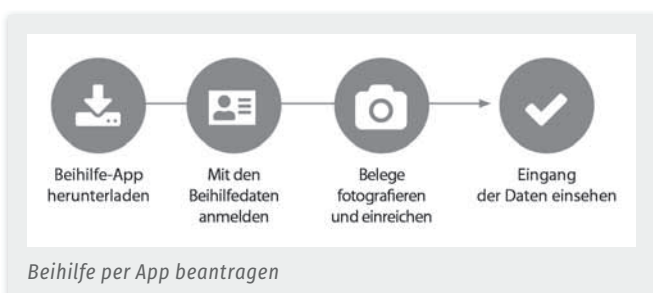 Beihilfe-App
herunterladen
Mit den
Beihilfedaten
anmelden
Belege
fotografieren
und einreichen
Eingang
der Daten einsehen
Beihilfe per App beantragen